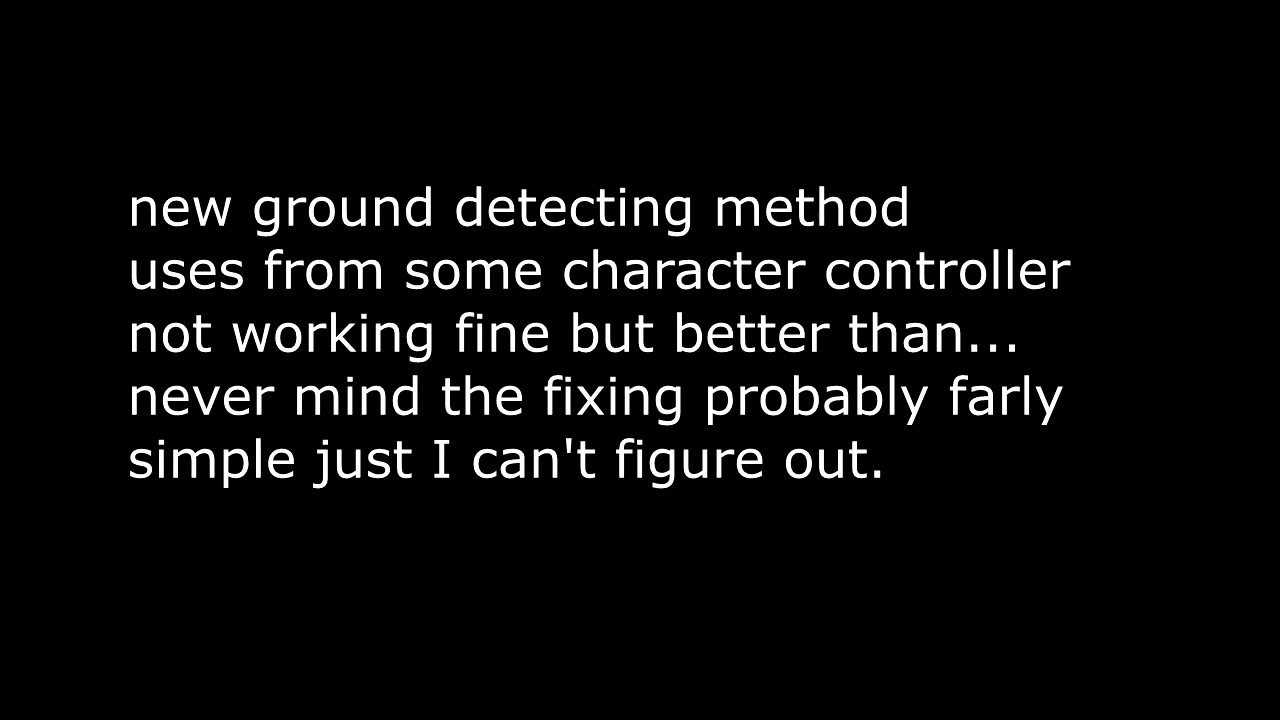 new ground detecting method
uses from some character controller
not working fine but better than...
never mind the fixing probably farly
simple just I can't figure out.